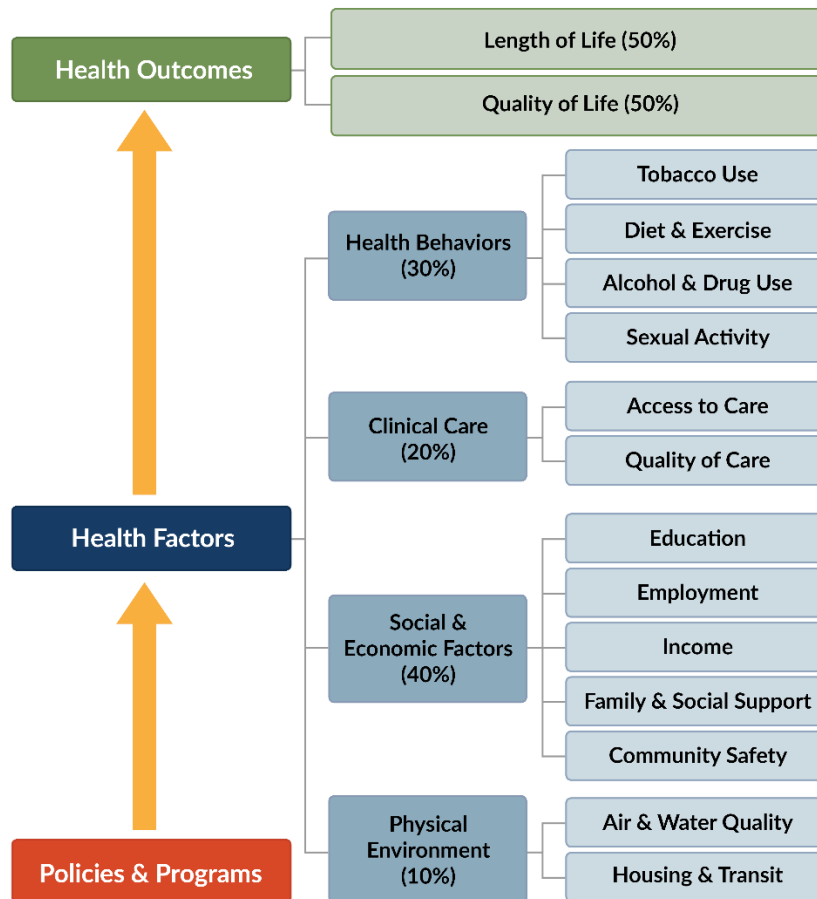 Health Outcomes
Length of Life (50%)
Quality of Life (50%)
Health Factors
Health Behaviors
(30%)
Tobacco Use
Diet & Exercise
Alcohol & Drug Use
Sexual Activity
Clinical Care
(20%)
Access to Care
Quality of Care
Social &
Economic Factors
(40%)
Education
Employment
Income
Family & Social Support
Community Safety
Physical
Environment
(10%)
Air & Water Quality
Housing & Transit
Policies & Programs